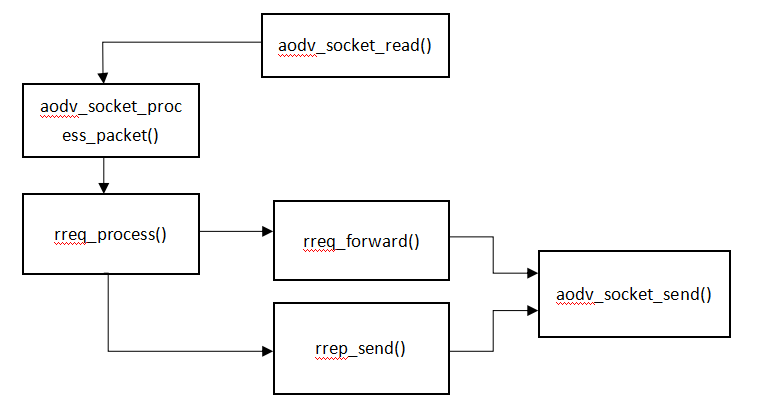 aodv_socket_read()
aodv_socket_proc
ess_packet()
rreq_process()
rreq_forward()
aodv_socket_send()
rrep_send()